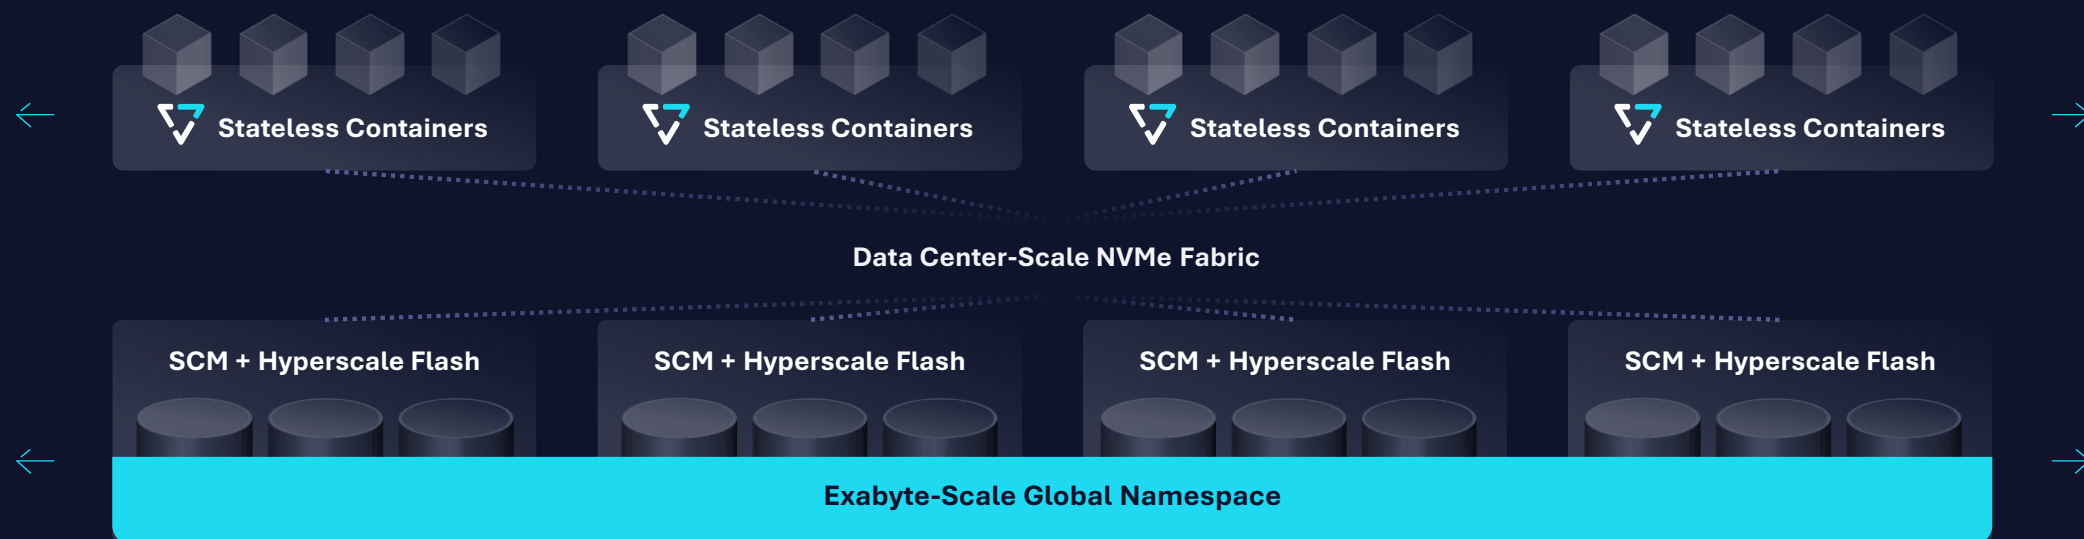 Stateless Containers
Stateless Containers
Stateless Containers
Stateless Containers
Data Center-Scale NVMe Fabric
SCM + Hyperscale Flash
SCM + Hyperscale Flash
SCM + Hyperscale Flash
SCM + Hyperscale Flash
Exabyte-Scale Global Namespace